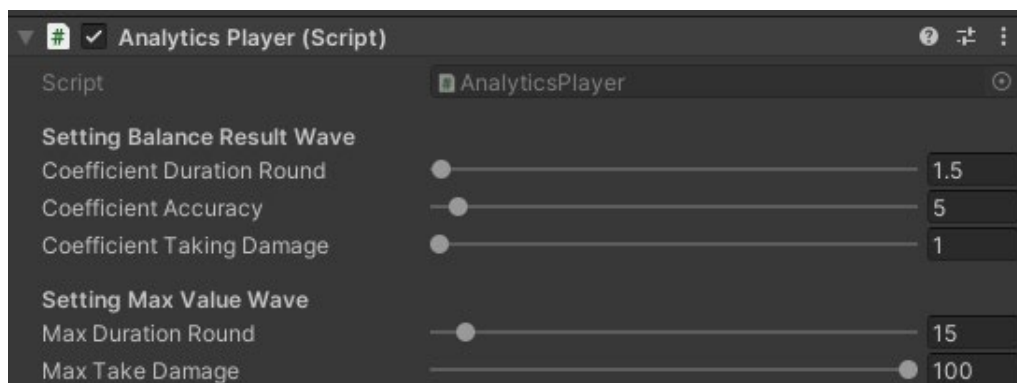 # Analytics Player (Script)
Script AnalyticsPlayer
Setting Balance Result Wave
Coefficient Duration Round 1.5
Coefficient Accuracy 5
Coefficient Taking Damage 1
Setting Max Value Wave
Max Duration Round 15
Max Take Damage 100